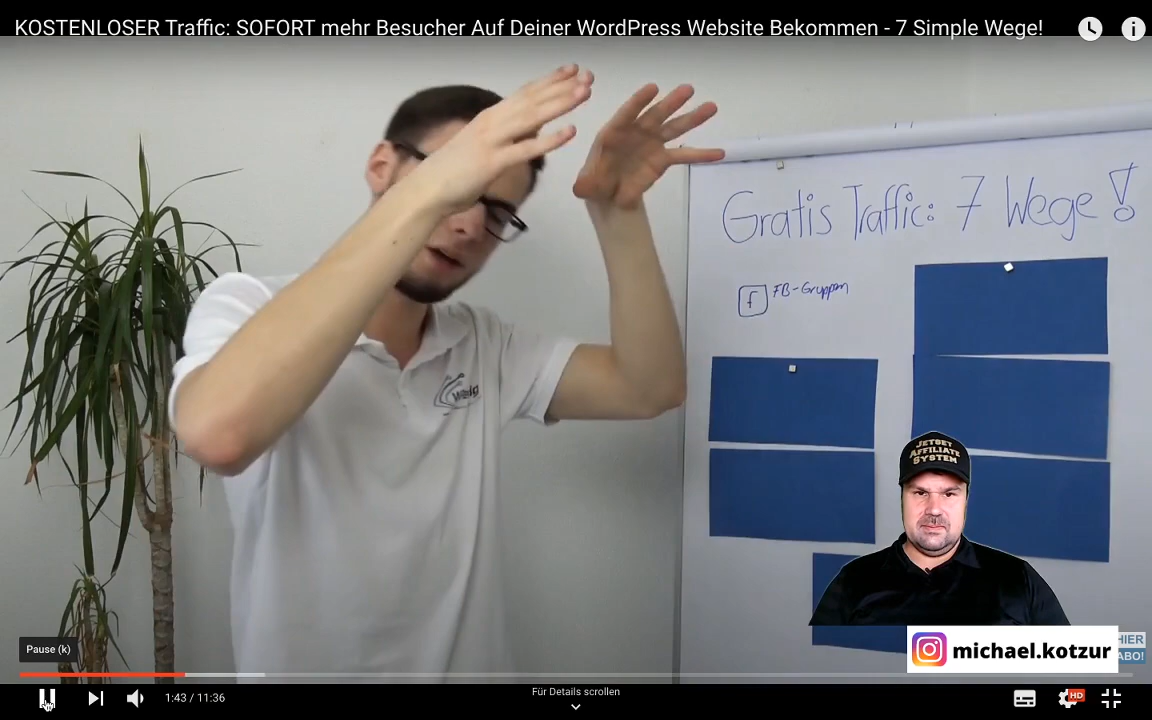 KOSTENLOSER Traffic: SOFORT mehr Besucher Auf Deiner WordPress Website Bekommen - 7 Simple Wege!
Gratis Traffic: 7 Wege!
f FB-Gruppen
JETSET
AFFILIATE
SYSTEM
michael.kotzur
HIER
ABO!
Pause (k)
1:43 / 11:36
Für Details scrollen
HD